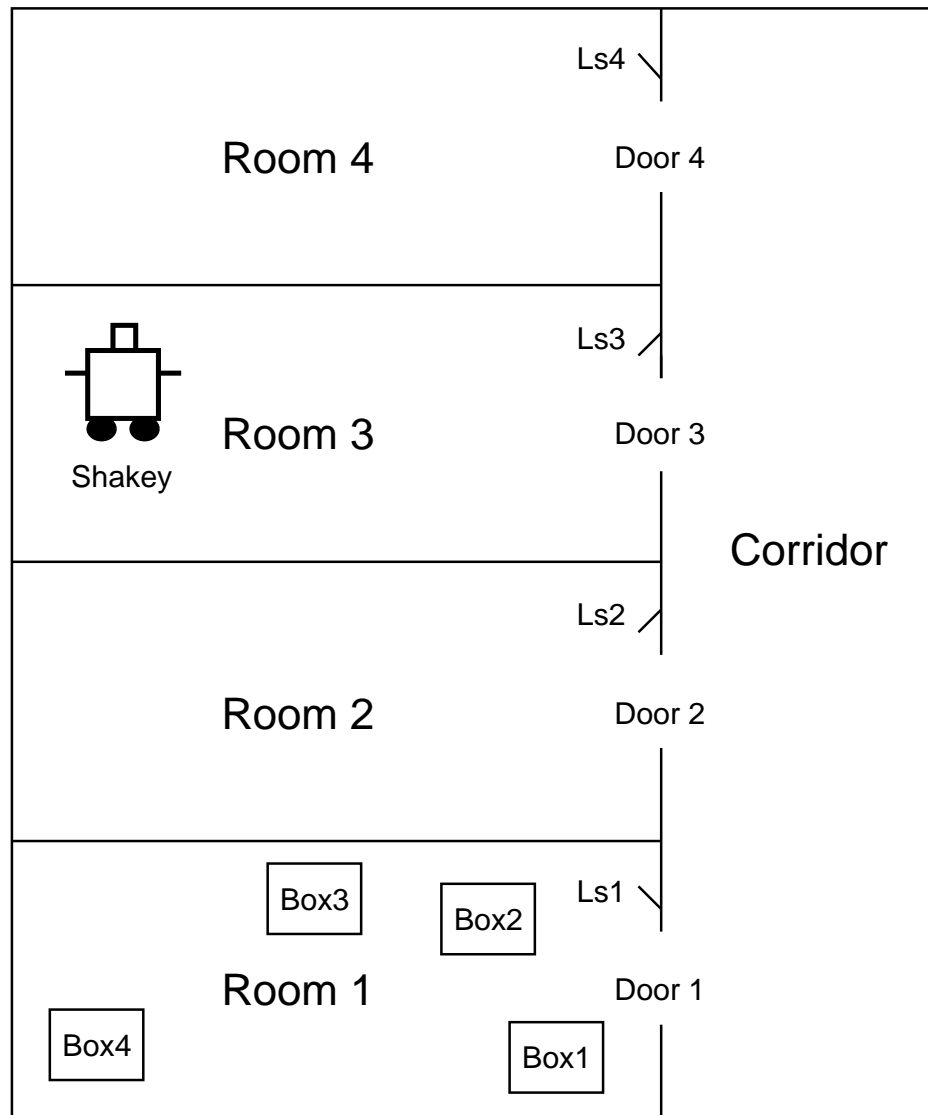 Ls4
Room 4
Door 4
Ls3
Room 3
Door 3
Shakey
Corridor
Ls2
Room 2
Door 2
Box3
Box2
Ls1
Room 1
Door 1
Box4
Box1